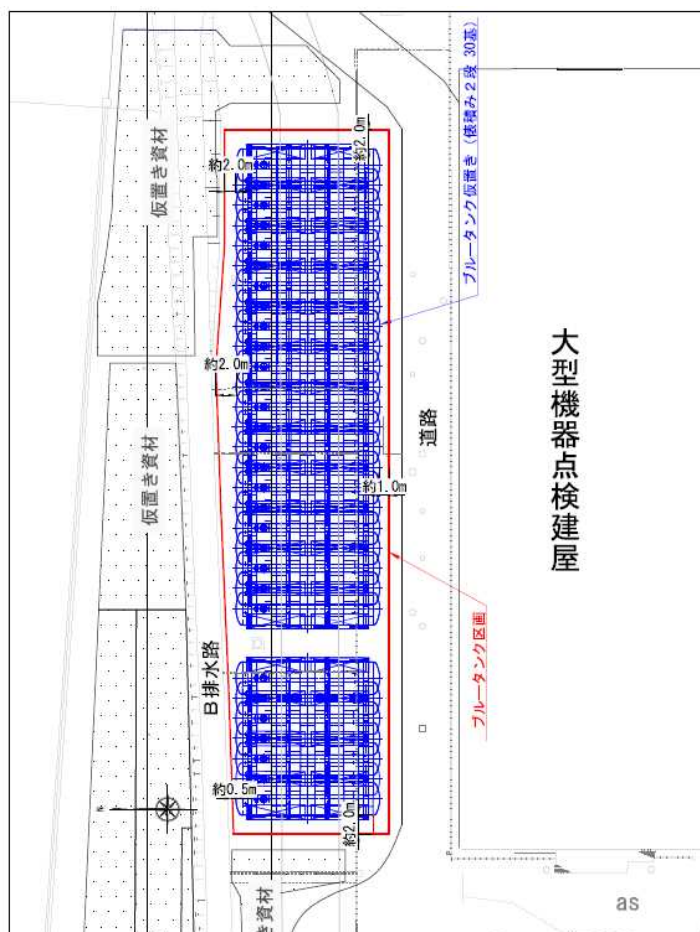 ブルータンク仮置き（俵積み２段 30基）
約2.0m
約2.0m
仮置き資材
約2.0m
大型機器点検建屋
道路
仮置き資材
約1.0m
ブルータンク区画
B排水路
約0.5m
約2.0m
き資材
as